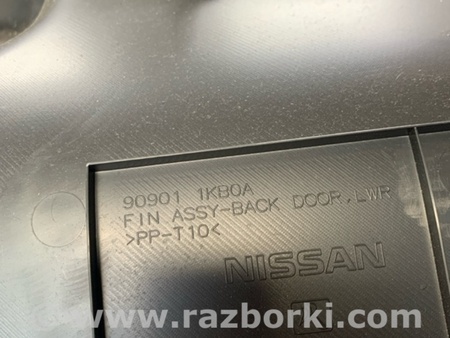 90901 1KB0A
FIN ASSY-BACK DOOR, LWR
>PP-T10<
NISSAN
www.razborki.com